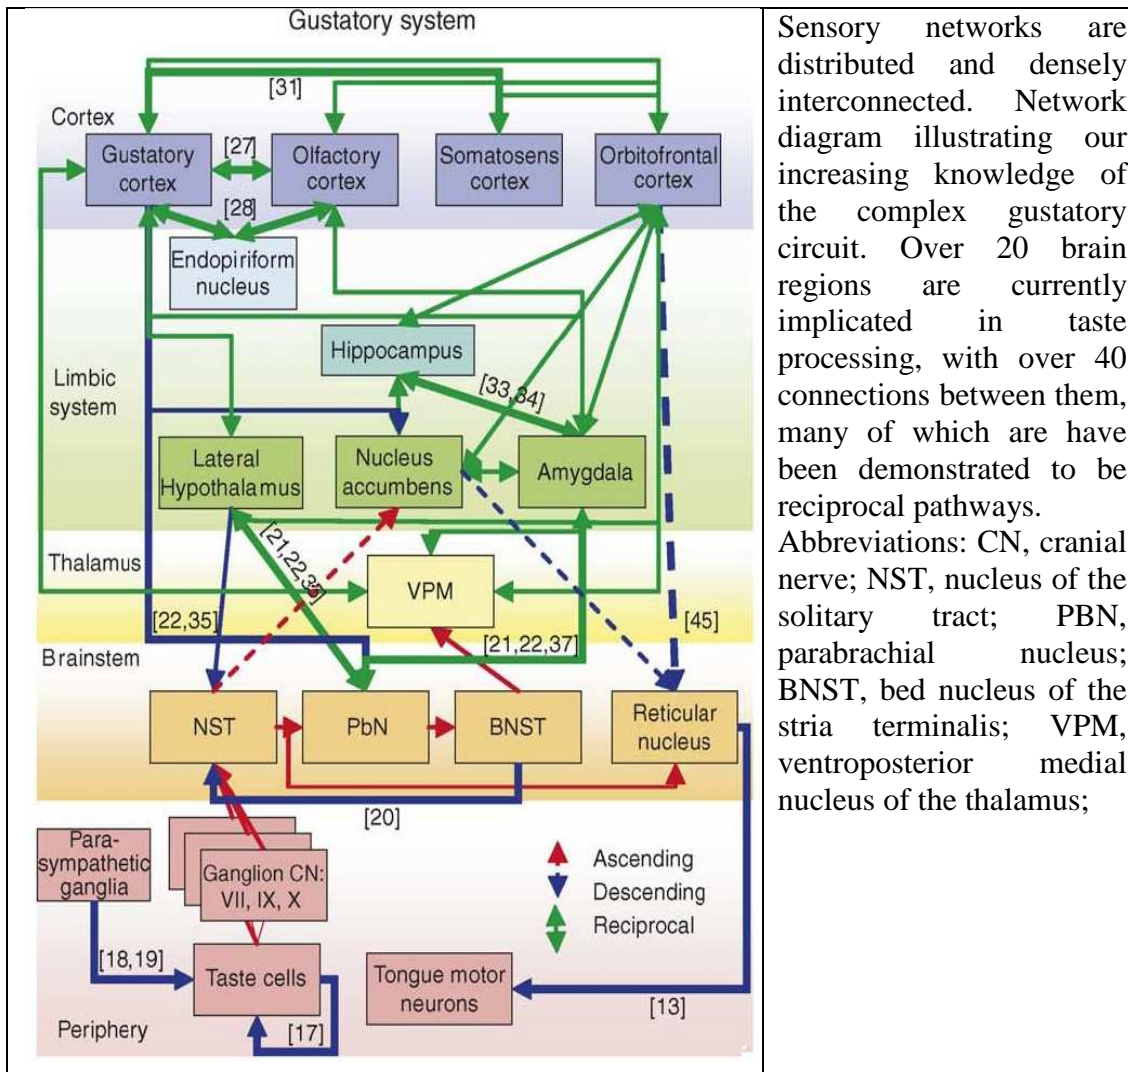 Gustatory system
[31]
Cortex
Gustatory
cortex
[27]
Olfactory
cortex
Somatosens
cortex
Orbitofrontal
cortex
[28]
Endopiriform
nucleus
Hippocampus
Limbic
system
[33,34]
Lateral
Hypothalamus
Nucleus
accumbens
Amygdala
Thalamus
VPM
[22,35]
[21,22,37]
[45]
Brainstem
NST
PbN
BNST
Reticular
nucleus
[20]
Para-
sympathetic
ganglia
Ganglion CN:
VII, IX, X
Ascending
Descending
Reciprocal
[18,19]
Taste cells
Tongue motor
neurons
[17]
[13]
Periphery
Sensory networks are
distributed and densely
interconnected. Network
diagram illustrating our
increasing knowledge of
the complex gustatory
circuit. Over 20 brain
regions are currently
implicated in taste
processing, with over 40
connections between them,
many of which are have
been demonstrated to be
reciprocal pathways.
Abbreviations: CN, cranial
nerve; NST, nucleus of the
solitary tract; PBN,
parabrachial nucleus;
BNST, bed nucleus of the
stria terminalis; VPM,
ventroposterior medial
nucleus of the thalamus;